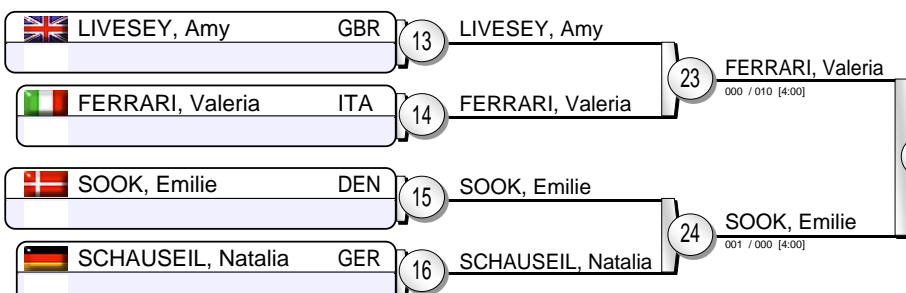 LIVESEY, Amy GBR
13
LIVESEY, Amy
FERRARI, Valeria ITA
14
FERRARI, Valeria
23
FERRARI, Valeria
000 / 010 [4:00]
SOOK, Emilie DEN
15
SOOK, Emilie
SCHAUSEIL, Natalia GER
16
SCHAUSEIL, Natalia
24
SOOK, Emilie
001 / 000 [4:00]